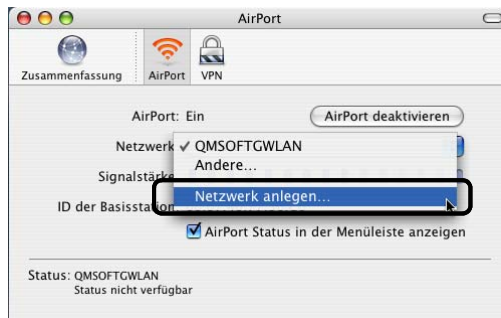 AirPort
Zusammenfassung AirPort VPN
AirPort: Ein AirPort deaktivieren
Netzwerk ✓ QMSOFTGWLAN
Andere...
Signalstärke
Netzwerk anlegen...
ID der Basisstation
AirPort Status in der Menüleiste anzeigen
Status: QMSOFTGWLAN
Status nicht verfügbar